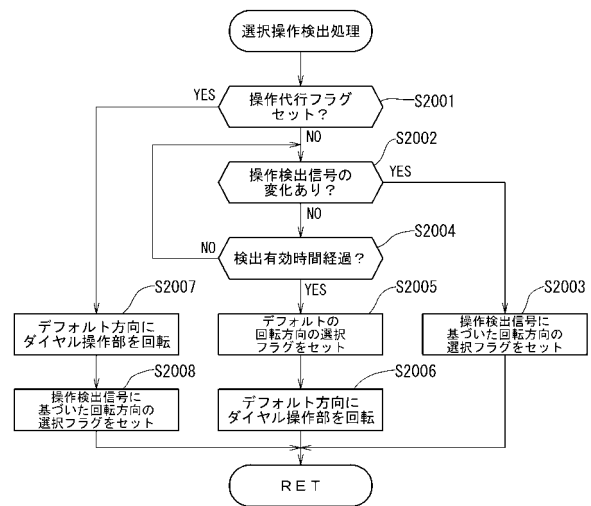 選択操作検出処理
YES
操作代行フラグ
セット？
S2001
NO
S2002
操作検出信号の
変化あり？
YES
NO
S2004
NO
検出有効時間経過？
YES
S2007
S2005
S2003
デフォルト方向に
ダイヤル操作部を回転
デフォルトの
回転方向の選択
フラグをセット
操作検出信号に
基づいた回転方向の
選択フラグをセット
S2008
S2006
操作検出信号に
基づいた回転方向の
選択フラグをセット
デフォルト方向に
ダイヤル操作部を回転
RET